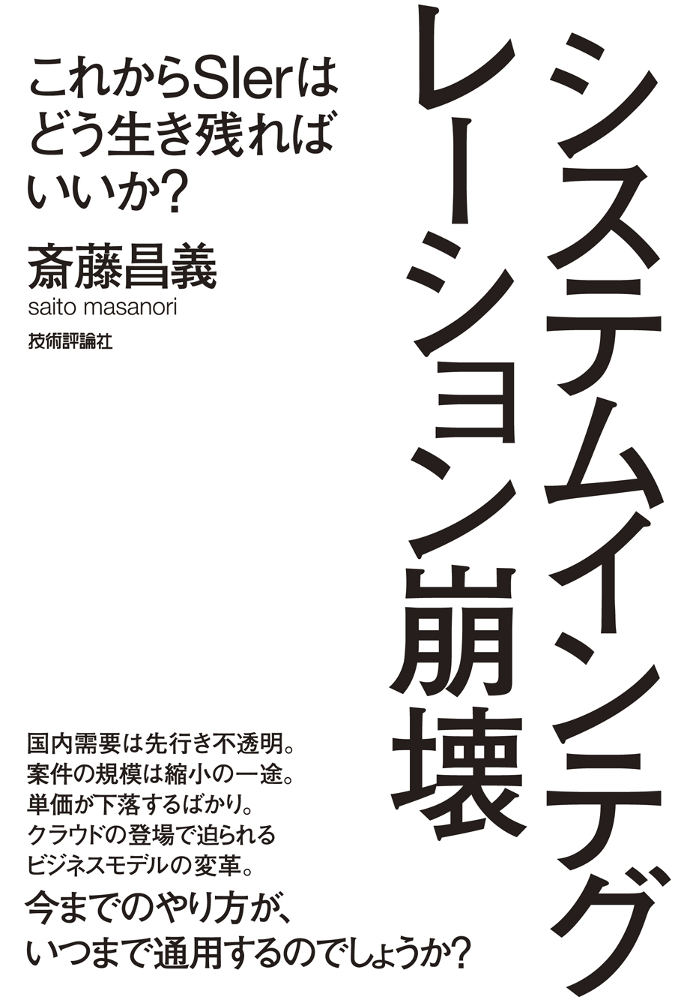 システムインテグ
レーション崩壊
これからSIerは
どう生き残れば
いいか?
斎藤昌義
saito masanori
技術評論社
国内需要は先行き不透明。
案件の規模は縮小の一途。
単価が下落するばかり。
クラウドの登場で迫られる
ビジネスモデルの変革。
今までのやり方が、
いつまで通用するのでしょうか?